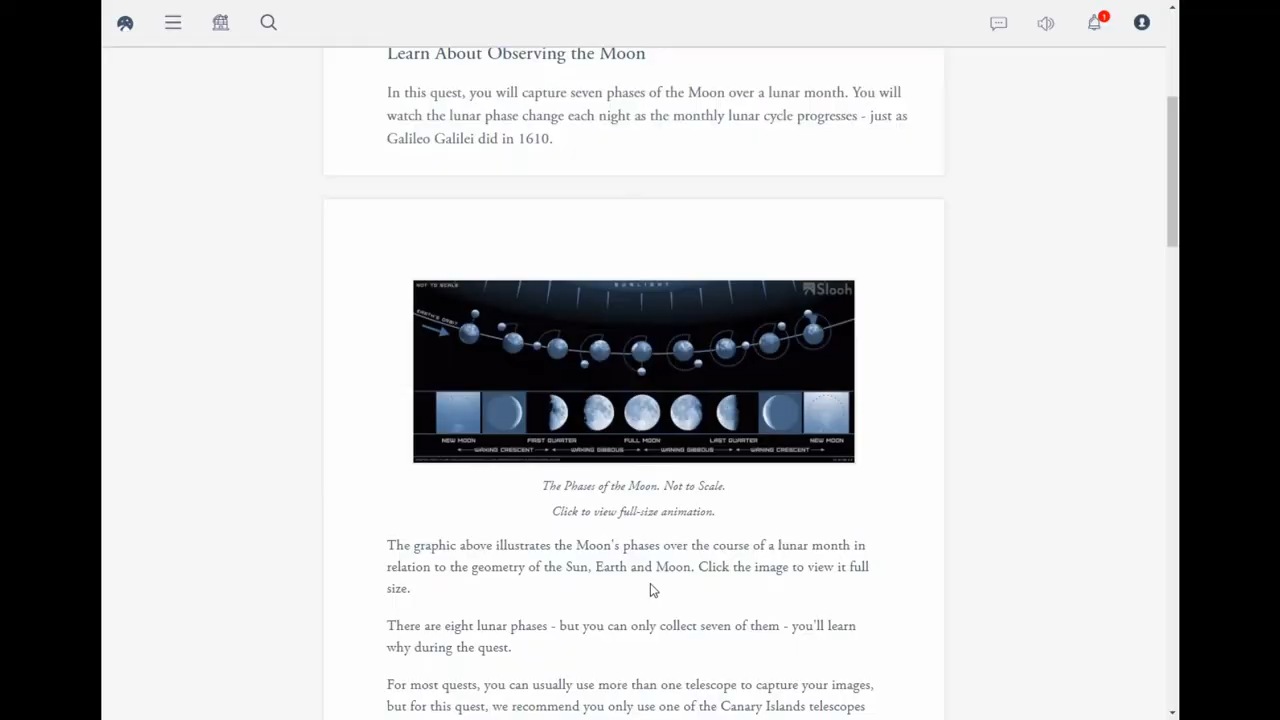 1
Learn About Observing the Moon
In this quest, you will capture seven phases of the Moon over a lunar month. You will
watch the lunar phase change each night as the monthly lunar cycle progresses - just as
Galileo Galilei did in 1610.
NOT TO SCALE
SUNLIGHT
Slooh
EARTH'S ORBIT
NEW MOON FIRST QUARTER FULL MOON LAST QUARTER NEW MOON
WAXING CRESCENT WAXING GIBBOUS WANING GIBBOUS WANING CRESCENT
The Phases of the Moon. Not to Scale.
Click to view full-size animation.
The graphic above illustrates the Moon's phases over the course of a lunar month in
relation to the geometry of the Sun, Earth and Moon. Click the image to view it full
size.
There are eight lunar phases - but you can only collect seven of them - you'll learn
why during the quest.
For most quests, you can usually use more than one telescope to capture your images,
but for this quest, we recommend you only use one of the Canary Islands telescopes